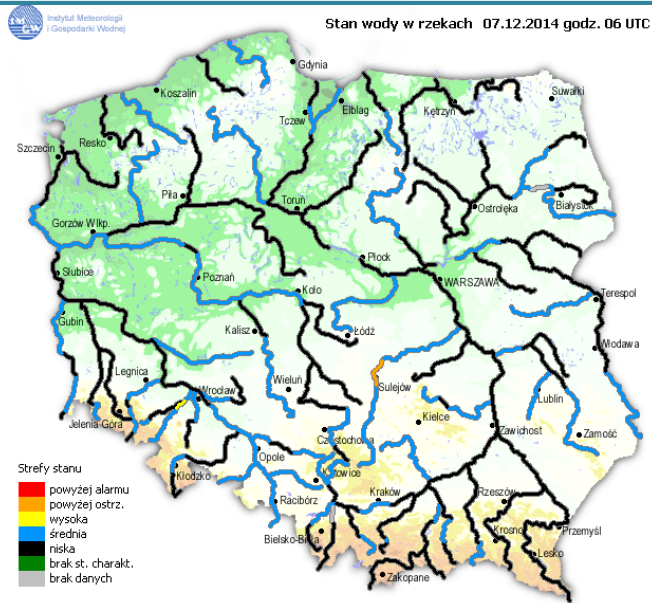 Instytut Meteorologii
i Gospodarki Wodnej
IMGW
Stan wody w rzekach 07.12.2014 godz. 06 UTC
Gdynia
Koszalin
Suwałki
Tczew
Elbląg
Kętrzyn
Resko
Szczecin
Piła
Toruń
Ostrołęka
Białystok
Gorzów Wlkp.
Płock
Słubice
Poznań
Koło
WARSZAWA
Terespol
Gubin
Kalisz
Łódź
Włodawa
Legnica
Wrocław
Wieluń
Sulejów
Lublin
Jelenia Góra
Kielce
Zawichost
Zamość
Częstochowa
Opole
Kłodzko
Katowice
Racibórz
Kraków
Rzeszów
Bielsko-Biała
Krosno
Przemyśl
Lesko
Zakopane
Strefy stanu
powyżej alarmu
powyżej ostrz.
wysoka
średnia
niska
brak st. charakt.
brak danych